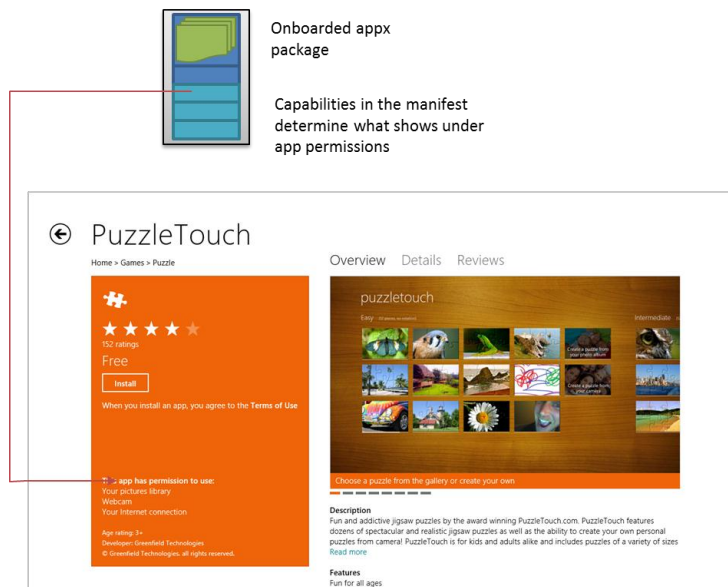 Onboarded appx
package
Capabilities in the manifest
determine what shows under
app permissions
PuzzleTouch
Home > Games > Puzzle
Overview Details Reviews
152 ratings
Free
Install
When you install an app, you agree to the Terms of Use
app has permission to use:
Your pictures library
Webcam
Your Internet connection
Age rating: 3+
Developer: Greenfield Technologies
© Greenfield Technologies. all rights reserved.
puzzletouch
Easy
Intermediate
Create a puzzle from
your photo album
Create a puzzle from
your camera
Choose a puzzle from the gallery or create your own
Description
Fun and addictive jigsaw puzzles by the award winning PuzzleTouch.com. PuzzleTouch features
dozens of spectacular and realistic jigsaw puzzles as well as the ability to create your own personal
puzzles from camera! PuzzleTouch is for kids and adults alike and includes puzzles of a variety of sizes
Read more
Features
Fun for all ages